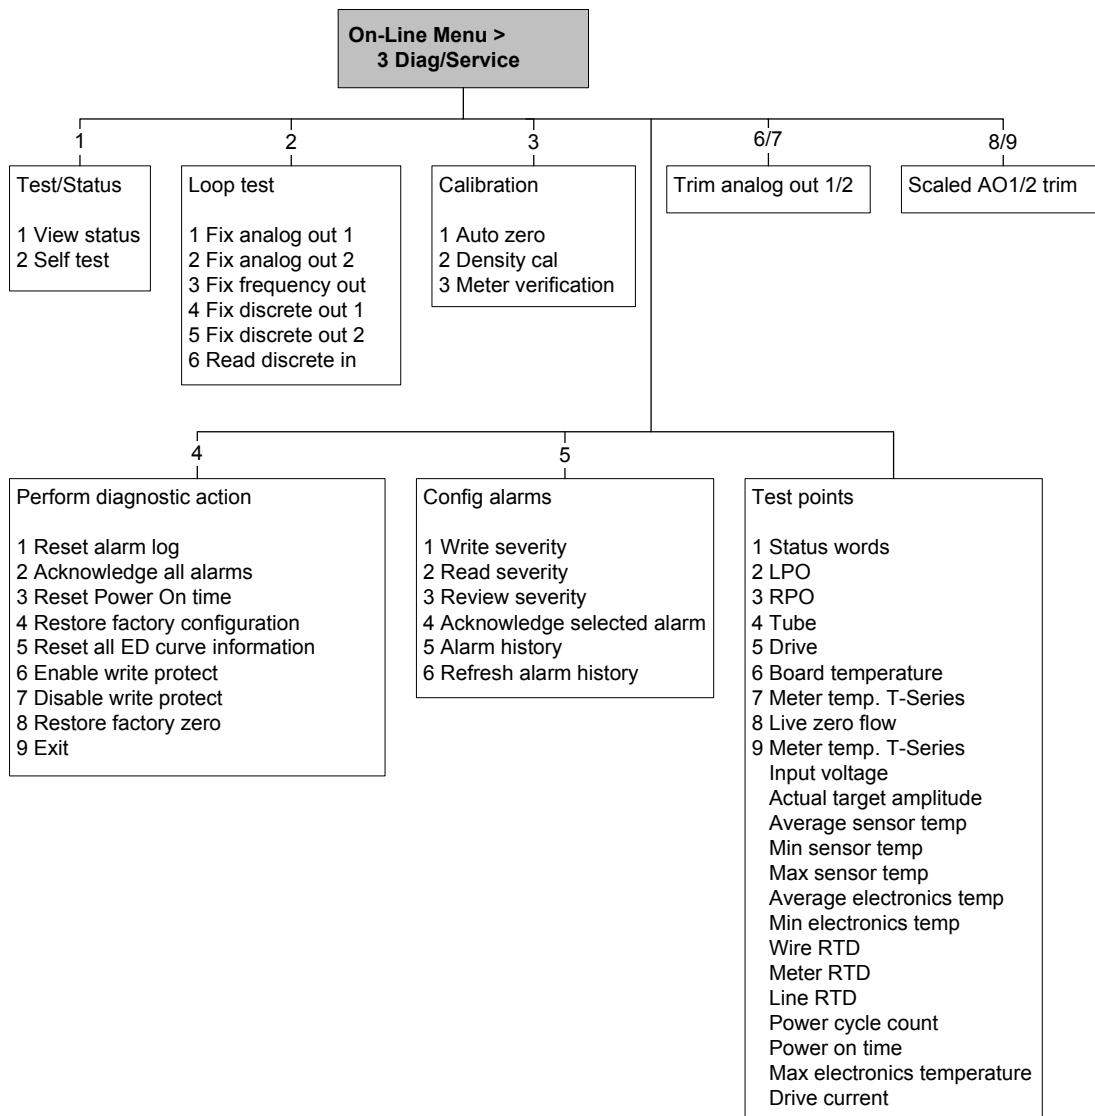 On-Line Menu >
3 Diag/Service
1
2
3
6/7
8/9
Test/Status
1 View status
2 Self test
Loop test
1 Fix analog out 1
2 Fix analog out 2
3 Fix frequency out
4 Fix discrete out 1
5 Fix discrete out 2
6 Read discrete in
Calibration
1 Auto zero
2 Density cal
3 Meter verification
Trim analog out 1/2
Scaled AO1/2 trim
4
5
Perform diagnostic action
1 Reset alarm log
2 Acknowledge all alarms
3 Reset Power On time
4 Restore factory configuration
5 Reset all ED curve information
6 Enable write protect
7 Disable write protect
8 Restore factory zero
9 Exit
Config alarms
1 Write severity
2 Read severity
3 Review severity
4 Acknowledge selected alarm
5 Alarm history
6 Refresh alarm history
Test points
1 Status words
2 LPO
3 RPO
4 Tube
5 Drive
6 Board temperature
7 Meter temp. T-Series
8 Live zero flow
9 Meter temp. T-Series
Input voltage
Actual target amplitude
Average sensor temp
Min sensor temp
Max sensor temp
Average electronics temp
Min electronics temp
Wire RTD
Meter RTD
Line RTD
Power cycle count
Power on time
Max electronics temperature
Drive current